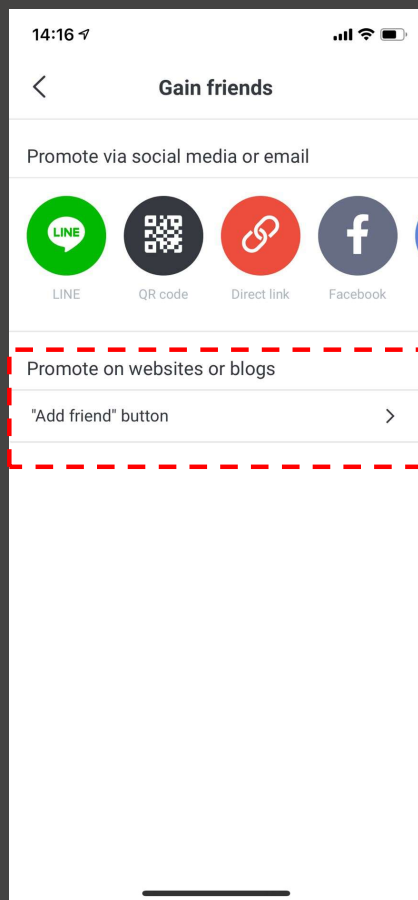 14:16
Gain friends
Promote via social media or email
LINE
LINE
QR code
Direct link
Facebook
Promote on websites or blogs
"Add friend" button